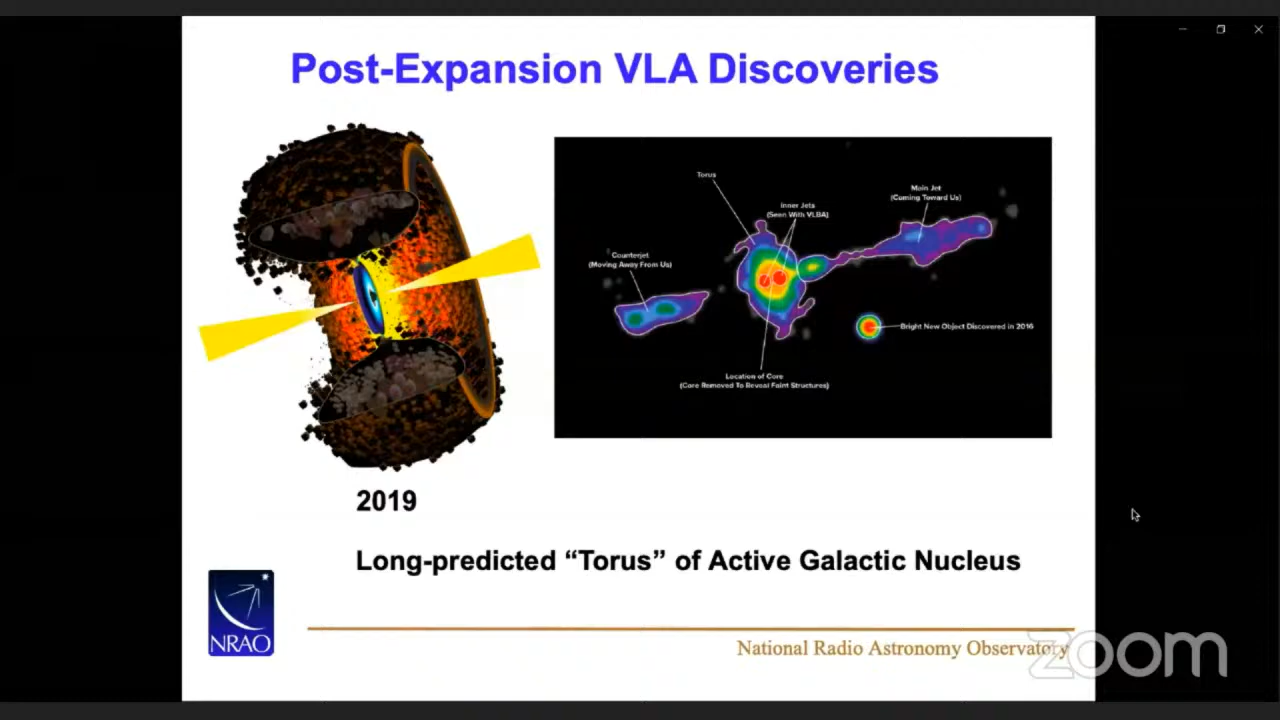 Post-Expansion VLA Discoveries
Torus
Inner Jets
(Seen With VLBA)
Main Jet
(Coming Toward Us)
Counterjet
(Moving Away From Us)
Bright New Object Discovered in 2016
Location of Core
(Core Removed To Reveal Faint Structures)
2019
Long-predicted “Torus” of Active Galactic Nucleus
NRAO
National Radio Astronomy Observatory
zoom